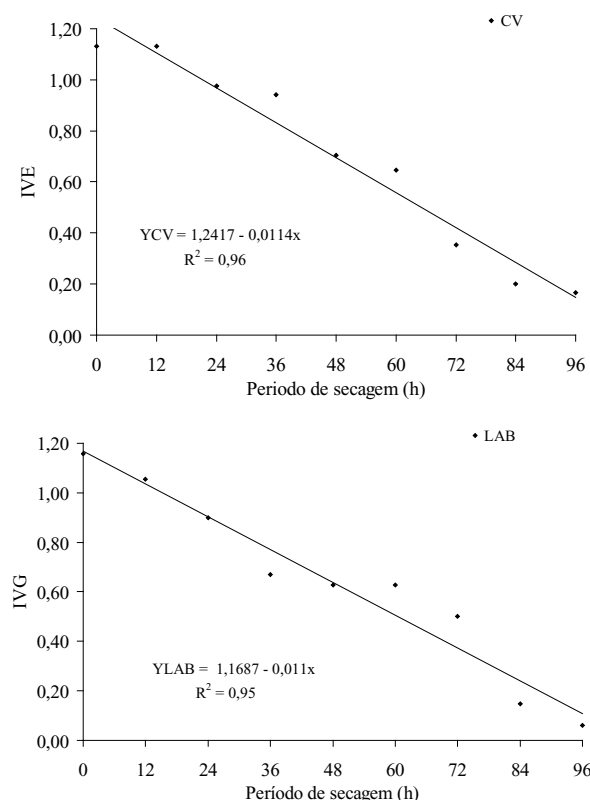 CV
1,20
1,00
0,80
0,60
0,40
0,20
0,00
IVE
YCV = 1,2417 - 0,0114x
R² = 0,96
0 12 24 36 48 60 72 84 96
Periodo de secagem (h)
LAB
1,20
1,00
0,80
0,60
0,40
0,20
0,00
IVG
YLAB = 1,1687 - 0,011x
R² = 0,95
0 12 24 36 48 60 72 84 96
Período de secagem (h)